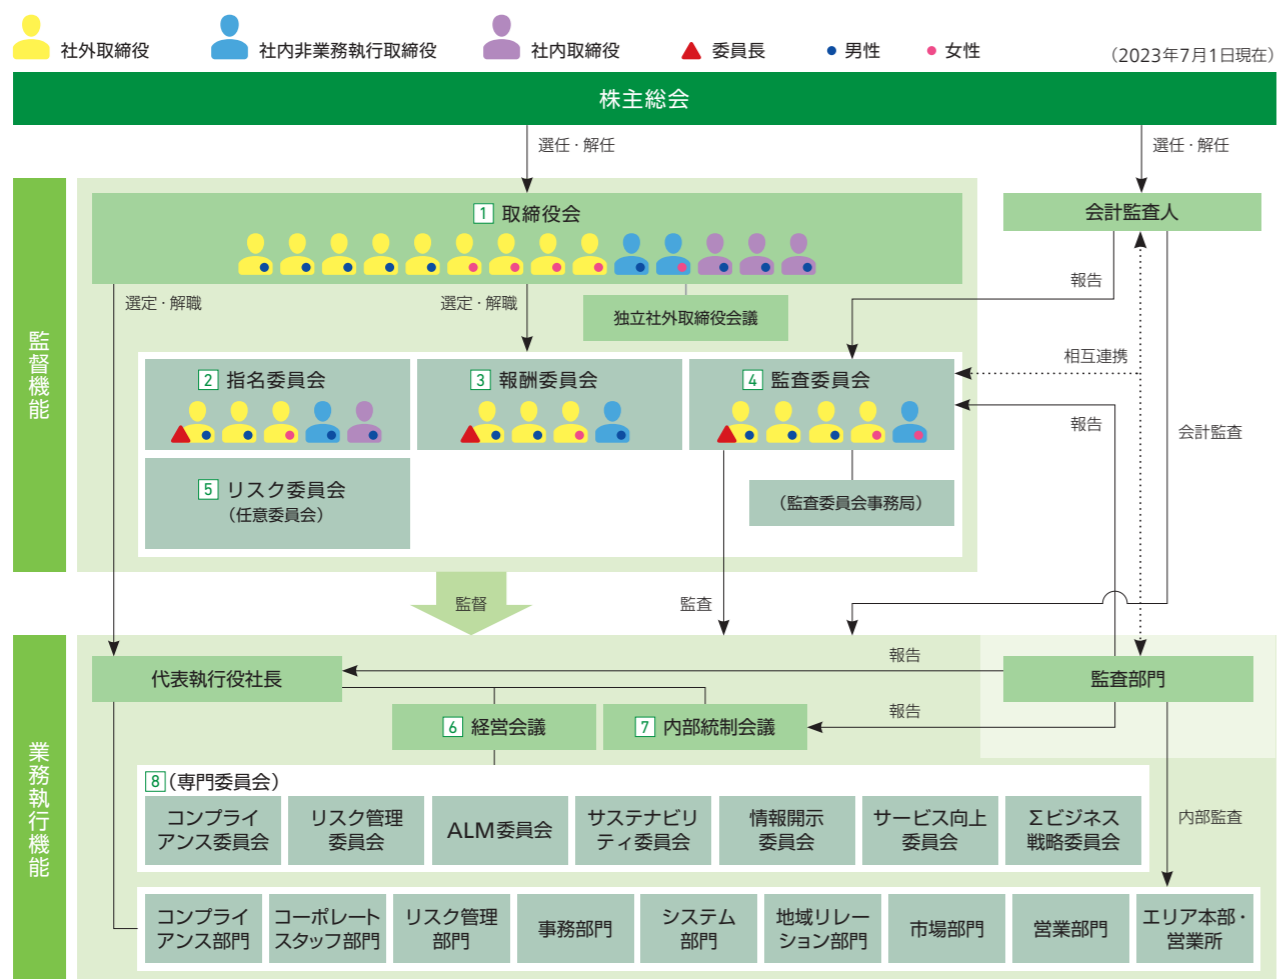 社外取締役
社内非業務執行取締役
社内取締役
委員長
男性
女性
（2023年7月1日現在）
株主総会
選任・解任
選任・解任
監督機能
1 取締役会
会計監査人
選定・解職
選定・解職
独立社外取締役会議
報告
相互連携
2 指名委員会
3 報酬委員会
4 監査委員会
報告
会計監査
5 リスク委員会
（任意委員会）
（監査委員会事務局）
監督
監査
業務執行機能
代表執行役社長
報告
監査部門
6 経営会議
7 内部統制会議
報告
8 （専門委員会）
コンプライ
アンス委員会
リスク管理
委員会
ALM委員会
サステナビリ
ティ委員会
情報開示
委員会
サービス向上
委員会
Σビジネス
戦略委員会
内部監査
コンプライ
アンス部門
コーポレート
スタッフ部門
リスク管理
部門
事務部門
システム
部門
地域リレー
ション部門
市場部門
営業部門
エリア本部・
営業所